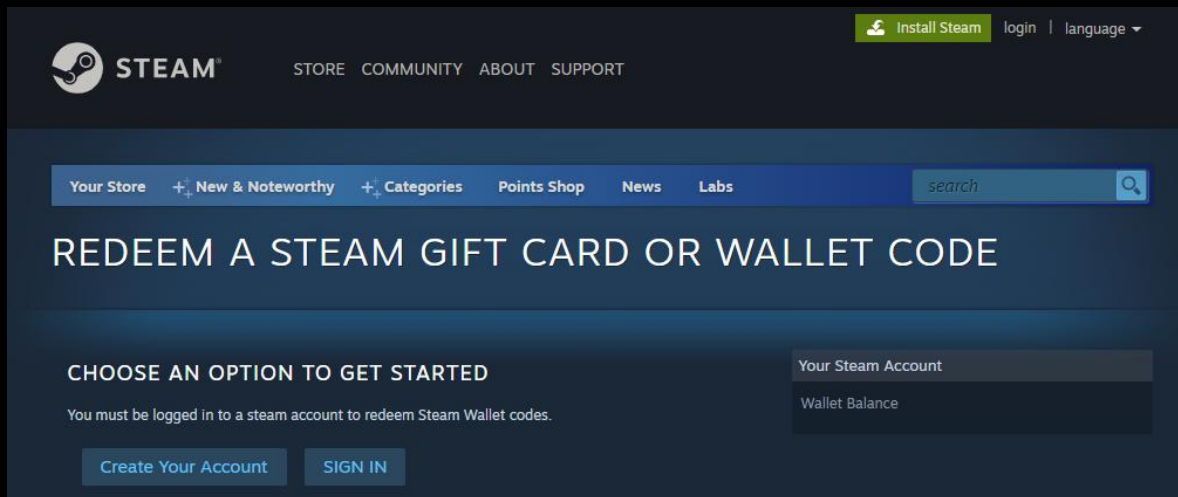 Install Steam login | language
STEAM® STORE COMMUNITY ABOUT SUPPORT
Your Store New & Noteworthy Categories Points Shop News Labs search
REDEEM A STEAM GIFT CARD OR WALLET CODE
CHOOSE AN OPTION TO GET STARTED
Your Steam Account
You must be logged in to a steam account to redeem Steam Wallet codes.
Wallet Balance
Create Your Account SIGN IN